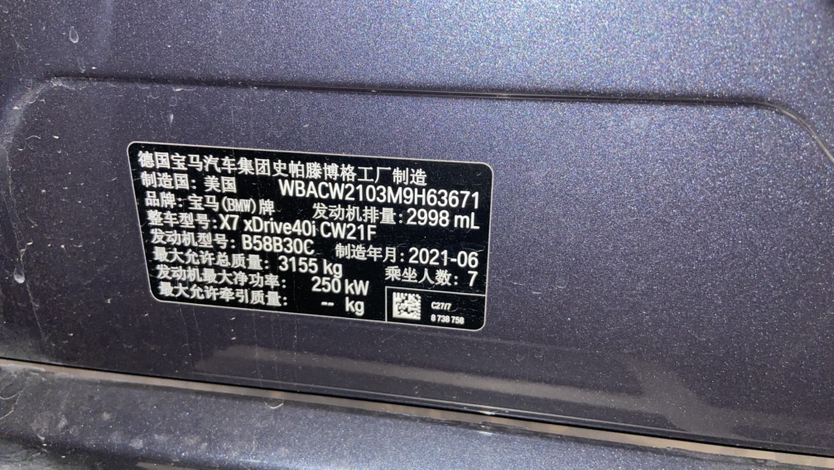 德国宝马汽车集团史帕滕博格工厂制造
制造国: 美国 WBACW2103M9H63671
品牌: 宝马(BMW)牌 发动机排量: 2998 mL
整车型号: X7 xDrive40i CW21F
发动机型号: B58B30C 制造年月: 2021-06
最大允许总质量: 3155 kg 乘坐人数: 7
发动机最大净功率: 250 kW
最大允许牵引质量: -- kg
C27/7
8 738 758